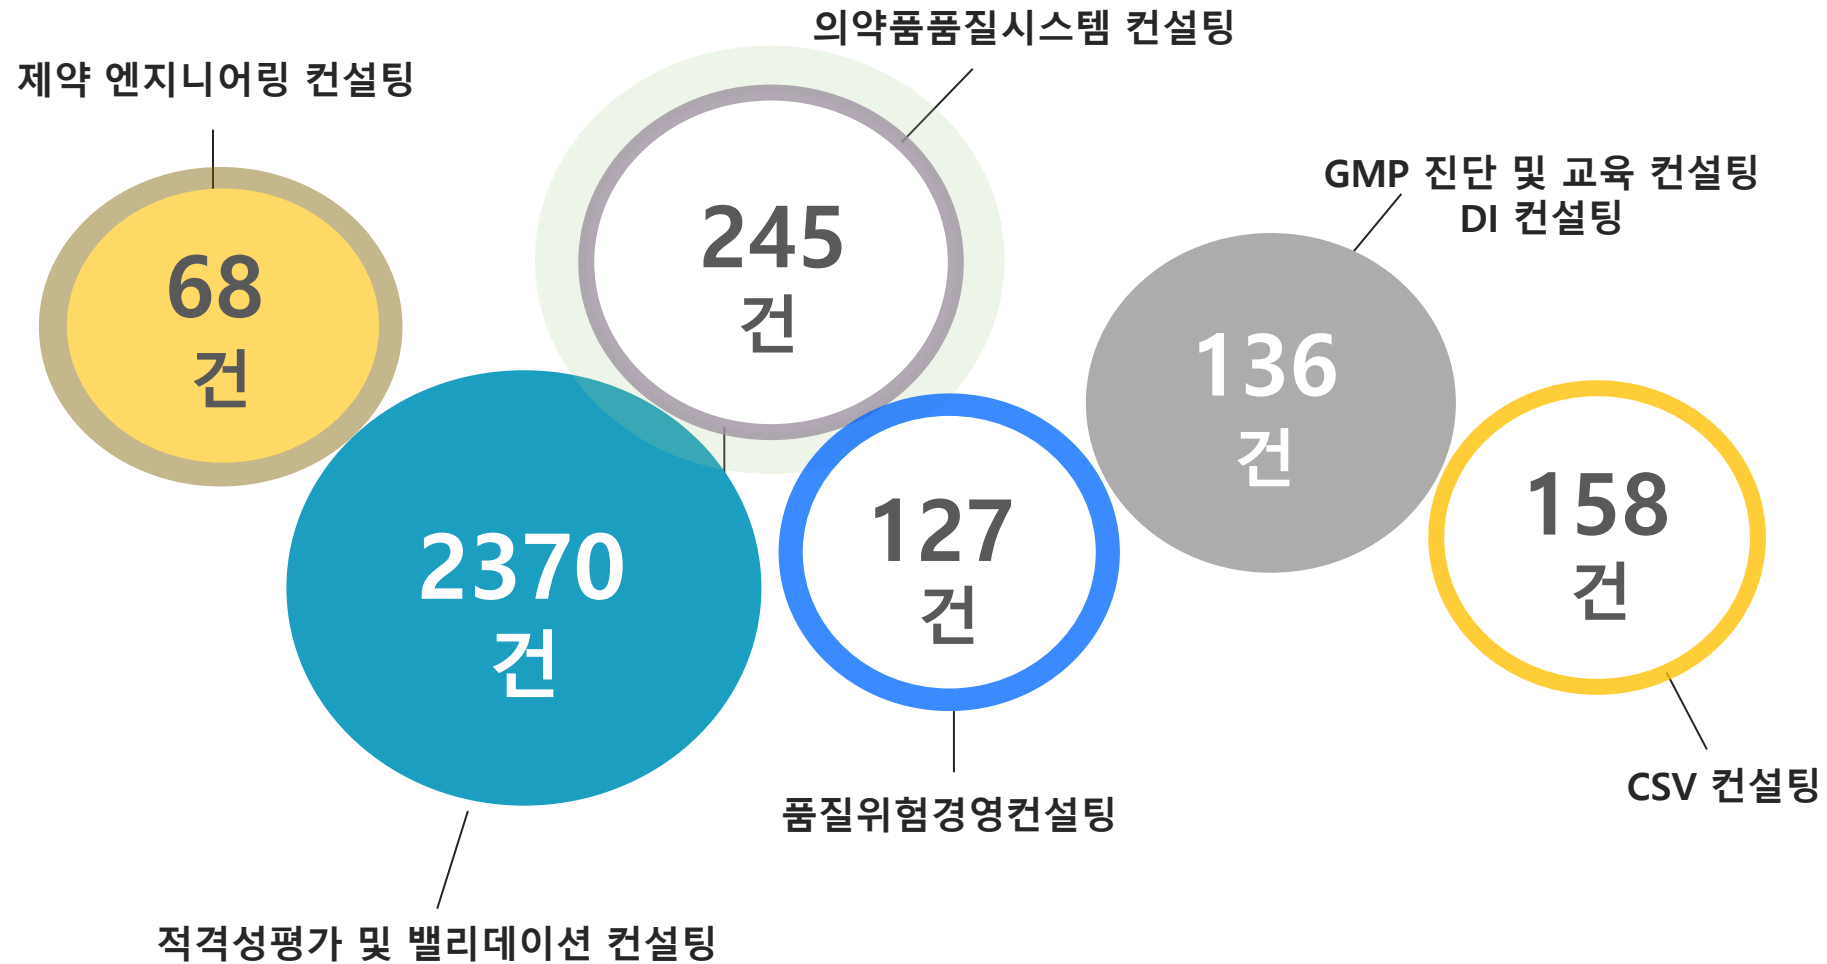 의약품품질시스템 컨설팅
제약 엔지니어링 컨설팅
GMP 진단 및 교육 컨설팅
DI 컨설팅
68
건
245
건
136
건
158
건
127
건
2370
건
CSV 컨설팅
품질위험경영컨설팅
적격성평가 및 밸리데이션 컨설팅